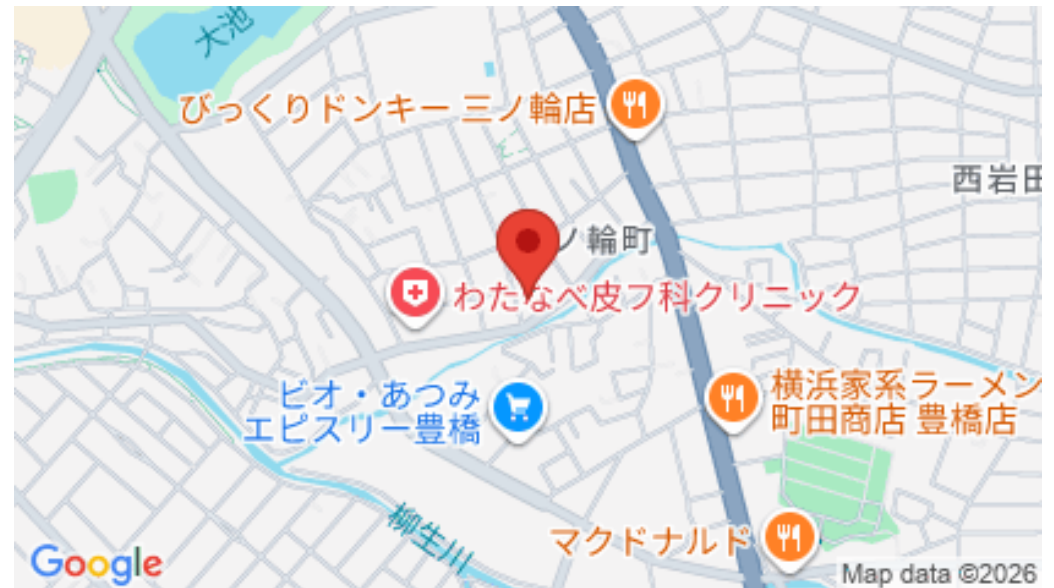 大池
びっくりドンキー 三ノ輪店
西岩田
ノ輪町
わたなべ皮フ科クリニック
ビオ・あつみ
エピスリー豊橋
横浜家系ラーメン
町田商店 豊橋店
柳生川
マクドナルド
Google
Map data ©2026